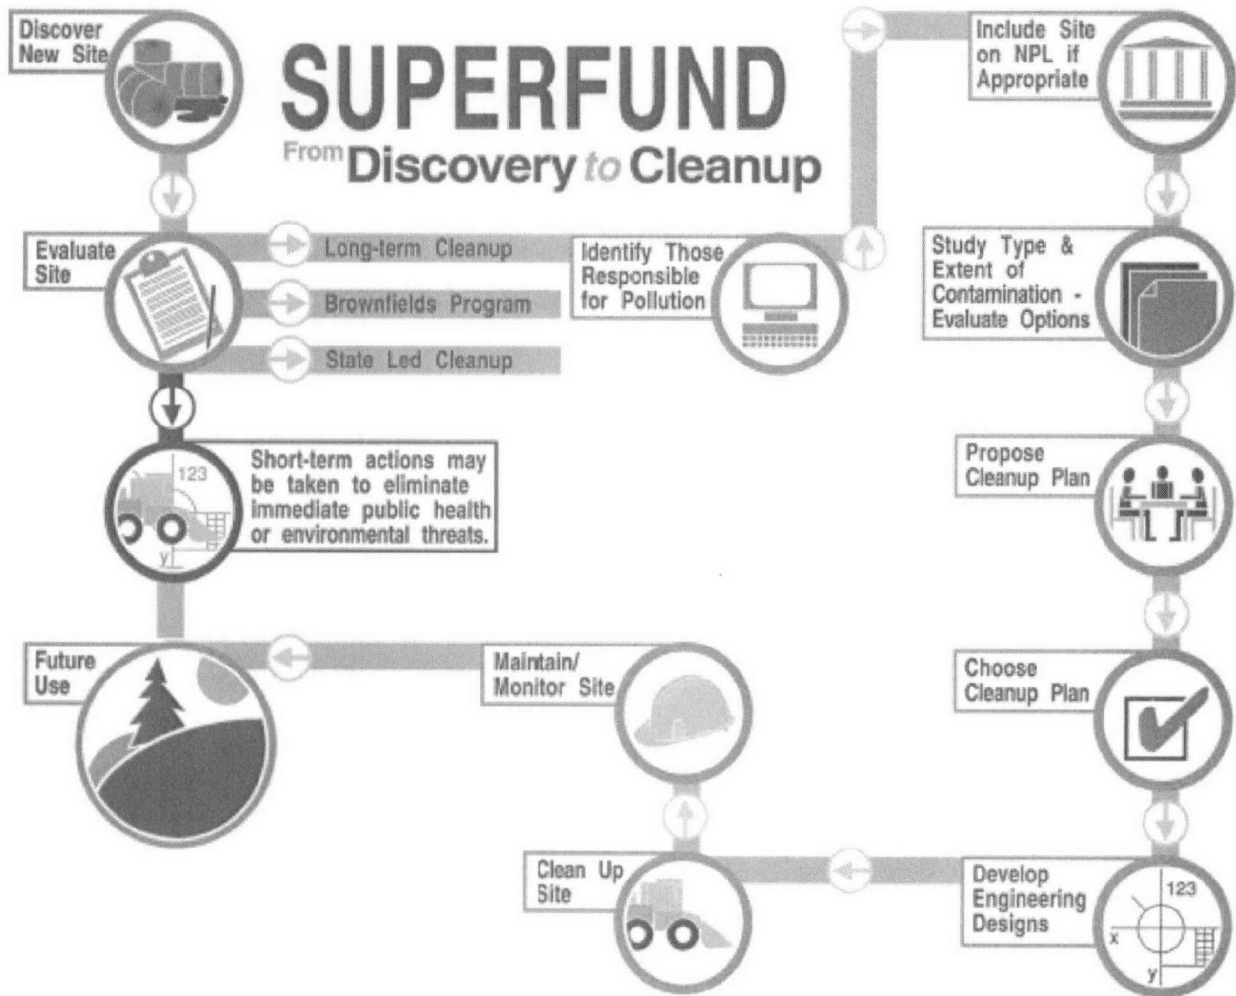 Discover
New Site
SUPERFUND
From Discovery to Cleanup
Evaluate
Site
Long-term Cleanup
Brownfields Program
State Led Cleanup
Identify Those
Responsible
for Pollution
Include Site
on NPL if
Appropriate
Study Type &
Extent of
Contamination -
Evaluate Options
Propose
Cleanup Plan
Choose
Cleanup Plan
Develop
Engineering
Designs
123
x
y
Clean Up
Site
Maintain/
Monitor Site
Future
Use
123
y
Short-term actions may
be taken to eliminate
immediate public health
or environmental threats.